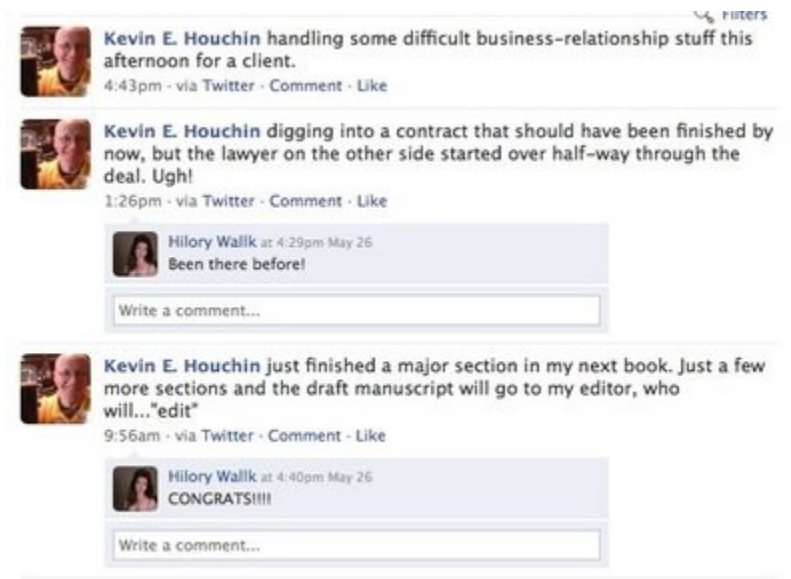 Filters
Kevin E. Houchin handling some difficult business-relationship stuff this
afternoon for a client.
4:43pm · via Twitter · Comment · Like
Kevin E. Houchin digging into a contract that should have been finished by
now, but the lawyer on the other side started over half-way through the
deal. Ugh!
1:26pm · via Twitter · Comment · Like
Hilory Wallk at 4:29pm May 26
Been there before!
Write a comment...
Kevin E. Houchin just finished a major section in my next book. Just a few
more sections and the draft manuscript will go to my editor, who
will..."edit"
9:56am · via Twitter · Comment · Like
Hilory Wallk at 4:40pm May 26
CONGRATS!!!!
Write a comment...